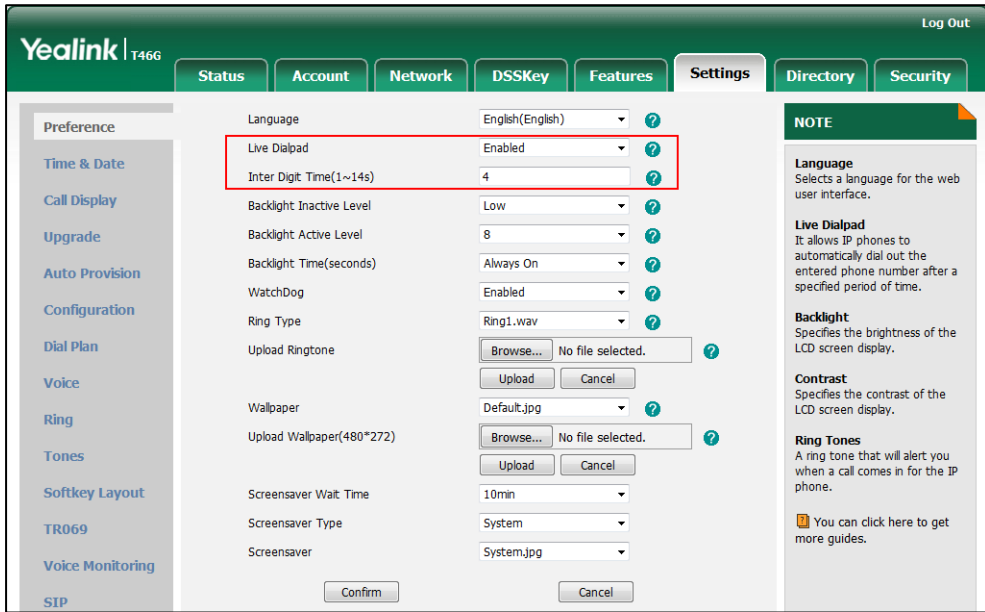 Log Out
Yealink T46G
Status Account Network DSSKey Features Settings Directory Security
Preference
Time & Date
Call Display
Upgrade
Auto Provision
Configuration
Dial Plan
Voice
Ring
Tones
Softkey Layout
TR069
Voice Monitoring
SIP
Language English(English) ?
Live Dialpad Enabled ?
Inter Digit Time(1~14s) 4 ?
Backlight Inactive Level Low ?
Backlight Active Level 8 ?
Backlight Time(seconds) Always On ?
WatchDog Enabled ?
Ring Type Ring1.wav ?
Upload Ringtone Browse... No file selected. ?
Upload Cancel
Wallpaper Default.jpg ?
Upload Wallpaper(480*272) Browse... No file selected. ?
Upload Cancel
Screensaver Wait Time 10min
Screensaver Type System
Screensaver System.jpg
Confirm Cancel
NOTE
Language
Selects a language for the web
user interface.
Live Dialpad
It allows IP phones to
automatically dial out the
entered phone number after a
specified period of time.
Backlight
Specifies the brightness of the
LCD screen display.
Contrast
Specifies the contrast of the
LCD screen display.
Ring Tones
A ring tone that will alert you
when a call comes in for the IP
phone.
? You can click here to get
more guides.